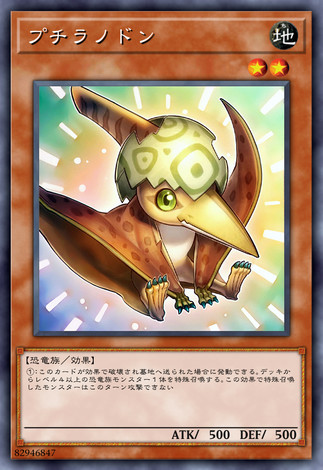 プチラノドン
地
【恐竜族／効果】
①:このカードが効果で破壊され墓地へ送られた場合に発動できる。デッキ
からレベル４以上の恐竜族モンスター１体を特殊召喚する。この効果で特殊召喚
したモンスターはこのターン攻撃できない
ATK/ 500 DEF/ 500
82946847